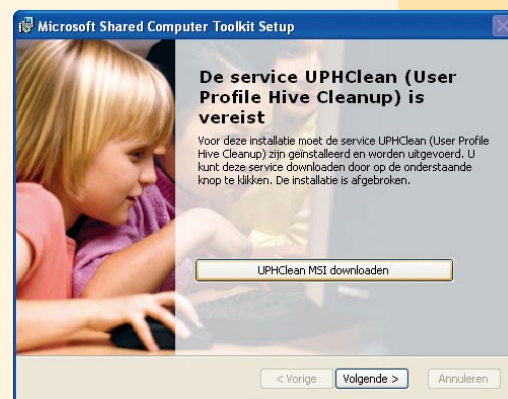 Microsoft Shared Computer Toolkit Setup
De service UPHClean (User
Profile Hive Cleanup) is
vereist
Voor deze installatie moet de service UPHClean (User Profile
Hive Cleanup) zijn geïnstalleerd en worden uitgevoerd. U
kunt deze service downloaden door op de onderstaande
knop te klikken. De installatie is afgebroken.
UPHClean MSI downloaden
< Vorige Volgende > Annuleren